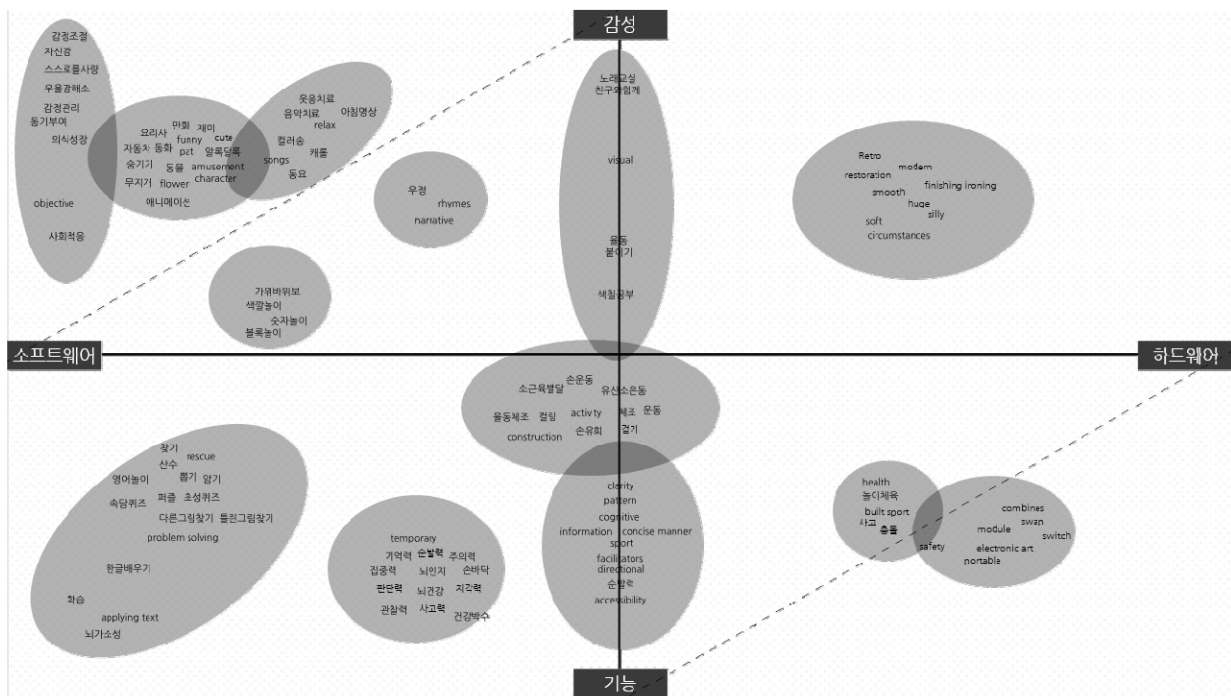 감성
소프트웨어
하드웨어
기능
감정조절
자신감
스스로를사랑
우울감해소
감정관리
동기부여
의식성장
objective
사회적응
만화 재미
요리사 funny cute
자동차 동화 pet 알록달록
숨기기 동물 amusement
무지개 flower character
애니메이션
웃음치료
음악치료 아침명상
relax
컬러송
캐롤
songs
동요
우정
rhymes
narrative
가위바위보
색깔놀이
숫자놀이
블록놀이
노래교실
친구와함께
visual
율동
붙이기
색칠공부
Retro
modern
restoration
finishing ironing
smooth
huge
silly
soft
circumstances
소근육발달 손운동 유산소운동
율동체조 컬링 activity 체조 운동
construction 손유희 걷기
찾기
rescue
산수
영어놀이 뽑기 암기
속담퀴즈 퍼즐 초성퀴즈
다른그림찾기 틀린그림찾기
problem solving
한글배우기
학습
applying text
뇌가소성
temporary
기억력 순발력 주의력
집중력 뇌인지 손바닥
판단력 뇌건강 지각력
관찰력 사고력 건강박수
clarity
pattern
cognitive
information concise manner
sport
facilitators
directional
순발력
accessibility
health
놀이체육
built sport
사고
충돌
safety
combines
swap
module
switch
electronic art
portable